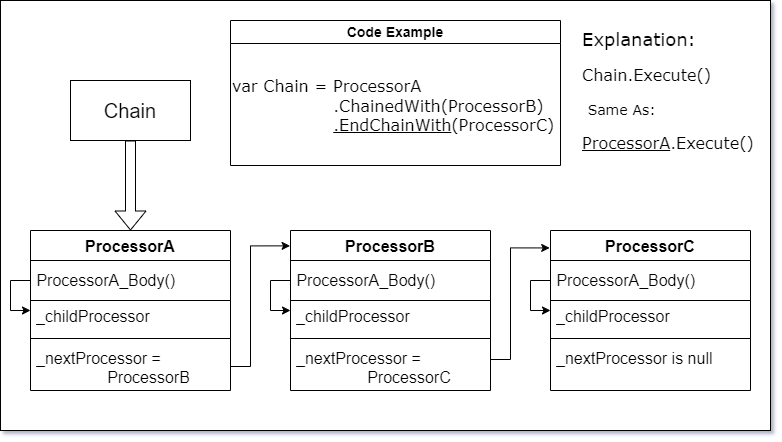 Code Example
var Chain = ProcessorA
.ChainedWith(ProcessorB)
.EndChainWith(ProcessorC)
Explanation:
Chain.Execute()
Same As:
ProcessorA.Execute()
Chain
ProcessorA
ProcessorA_Body()
_childProcessor
_nextProcessor =
ProcessorB
ProcessorB
ProcessorA_Body()
_childProcessor
_nextProcessor =
ProcessorC
ProcessorC
ProcessorA_Body()
_childProcessor
_nextProcessor is null